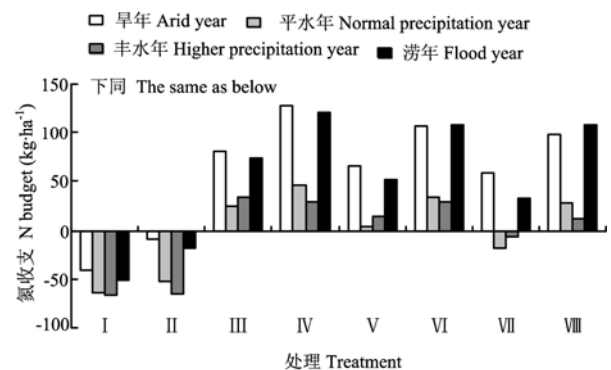 旱年 Arid year 平水年 Normal precipitation year
丰水年 Higher precipitation year 涝年 Flood year
下同 The same as below
氮收支 N budget (kg·ha⁻¹)
150
100
50
0
-50
-100
Ⅰ Ⅱ Ⅲ Ⅳ Ⅴ Ⅵ Ⅶ Ⅷ
处理 Treatment